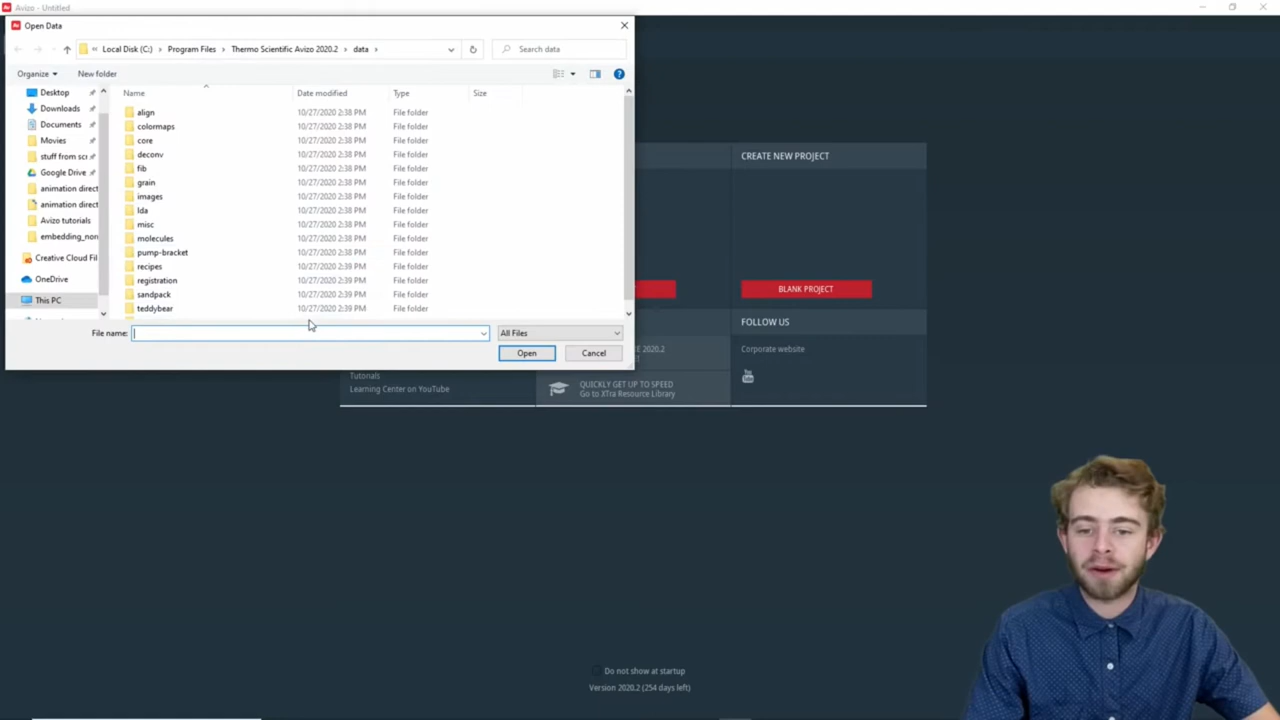 Avizo - Untitled
Open Data
« Local Disk (C:) > Program Files > Thermo Scientific Avizo 2020.2 > data >
Search data
Organize
New folder
Name
Date modified
Type
Size
Desktop
Downloads
Documents
Movies
stuff from sci
Google Drive
animation direct
animation direct
Avizo tutorials
embedding_nor
Creative Cloud Fil
OneDrive
This PC
align 10/27/2020 2:38 PM File folder
colormaps 10/27/2020 2:38 PM File folder
core 10/27/2020 2:38 PM File folder
deconv 10/27/2020 2:38 PM File folder
fib 10/27/2020 2:38 PM File folder
grain 10/27/2020 2:38 PM File folder
images 10/27/2020 2:38 PM File folder
lda 10/27/2020 2:38 PM File folder
misc 10/27/2020 2:38 PM File folder
molecules 10/27/2020 2:38 PM File folder
pump-bracket 10/27/2020 2:38 PM File folder
recipes 10/27/2020 2:39 PM File folder
registration 10/27/2020 2:39 PM File folder
sandpack 10/27/2020 2:39 PM File folder
teddybear 10/27/2020 2:39 PM File folder
File name:
All Files
Open
Cancel
CREATE NEW PROJECT
BLANK PROJECT
FOLLOW US
Corporate website
2020.2
QUICKLY GET UP TO SPEED
Go to XTra Resource Library
Tutorials
Learning Center on YouTube
Do not show at startup
Version 2020.2 (254 days left)